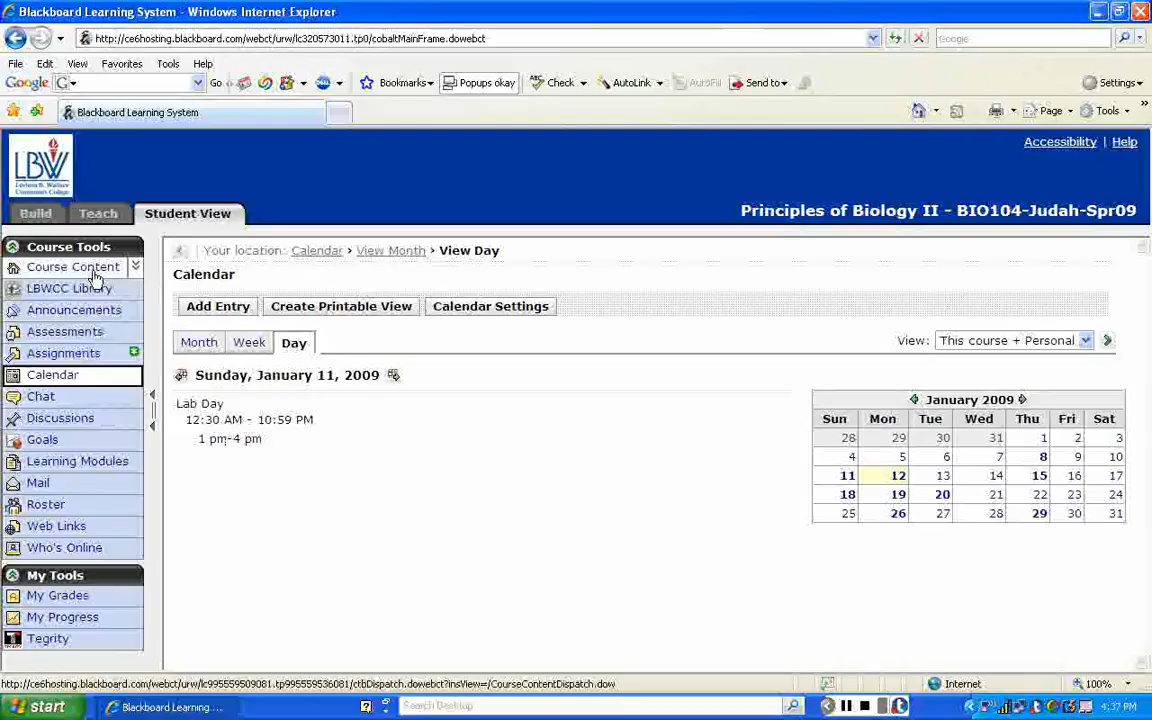 Blackboard Learning System - Windows Internet Explorer
http://ce6hosting.blackboard.com/webct/urw/lc320573011.tp0/cobaltMainFrame.dowebct
Google
File Edit View Favorites Tools Help
Google G Go Bookmarks Popups okay Check AutoLink AutoFill Send to Settings
Blackboard Learning System Page Tools
Accessibility | Help
LBW
Build Teach Student View
Principles of Biology II - BIO104-Judah-Spr09
Course Tools
Course Content
LBWCC Library
Announcements
Assessments
Assignments
Calendar
Chat
Discussions
Goals
Learning Modules
Mail
Roster
Web Links
Who's Online
My Tools
My Grades
My Progress
Tegrity
Your location: Calendar › View Month › View Day
Calendar
Add Entry Create Printable View Calendar Settings
Month Week Day
View: This course + Personal
Sunday, January 11, 2009
Lab Day
12:30 AM - 10:59 PM
1 pm-4 pm
January 2009
Sun Mon Tue Wed Thu Fri Sat
28 29 30 31 1 2 3
4 5 6 7 8 9 10
11 12 13 14 15 16 17
18 19 20 21 22 23 24
25 26 27 28 29 30 31
http://ce6hosting.blackboard.com/webct/urw/lc995559509081.tp995559536081/ctbDispatch.dowebct?insView=/CourseContentDispatch.dow
Internet 100%
start Blackboard Learning ... Search Desktop 4:37 PM